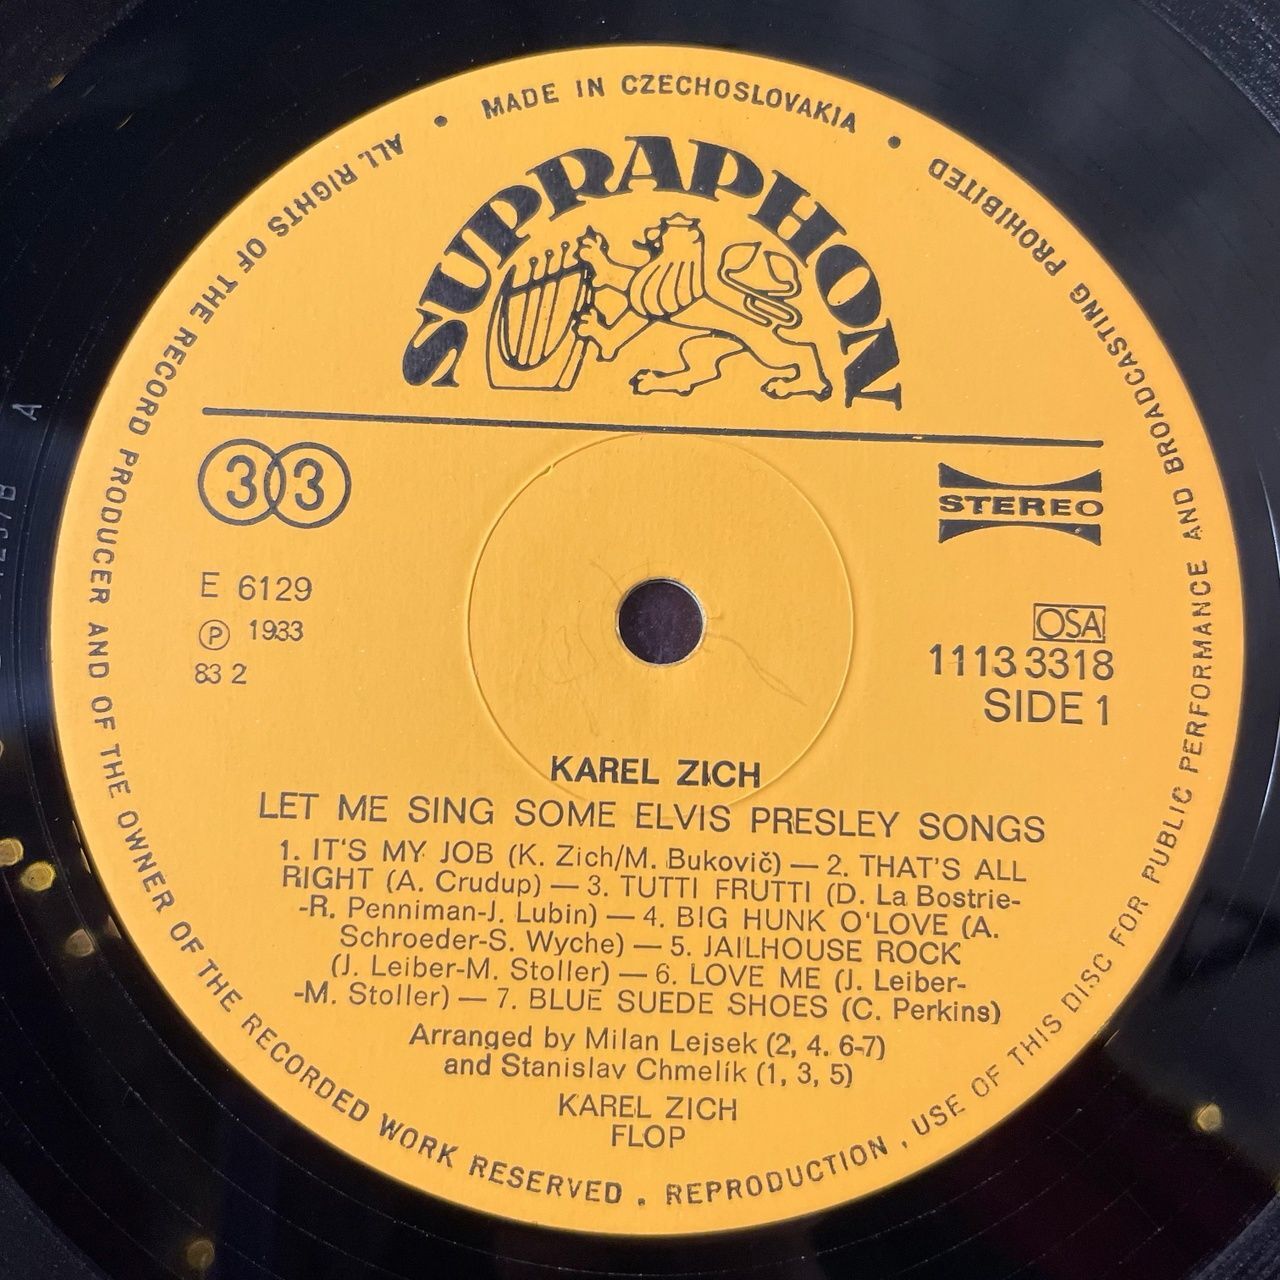 ALL RIGHTS OF THE RECORD PRODUCER AND OF THE OWNER OF THE RECORDED WORK RESERVED . REPRODUCTION , USE OF THIS DISC FOR PUBLIC PERFORMANCE AND BROADCASTING PROHIBITED
• MADE IN CZECHOSLOVAKIA •
SUPRAPHON
33
STEREO
E 6129
Ⓟ 1933
83 2
OSA
1113 3318
SIDE 1
KAREL ZICH
LET ME SING SOME ELVIS PRESLEY SONGS
1. IT'S MY JOB (K. Zich/M. Bukovič) — 2. THAT'S ALL
RIGHT (A. Crudup) — 3. TUTTI FRUTTI (D. La Bostrie-
-R. Penniman-J. Lubin) — 4. BIG HUNK O'LOVE (A.
Schroeder-S. Wyche) — 5. JAILHOUSE ROCK
(J. Leiber-M. Stoller) — 6. LOVE ME (J. Leiber-
-M. Stoller) — 7. BLUE SUEDE SHOES (C. Perkins)
Arranged by Milan Lejsek (2, 4. 6-7)
and Stanislav Chmelík (1, 3, 5)
KAREL ZICH
FLOP
A